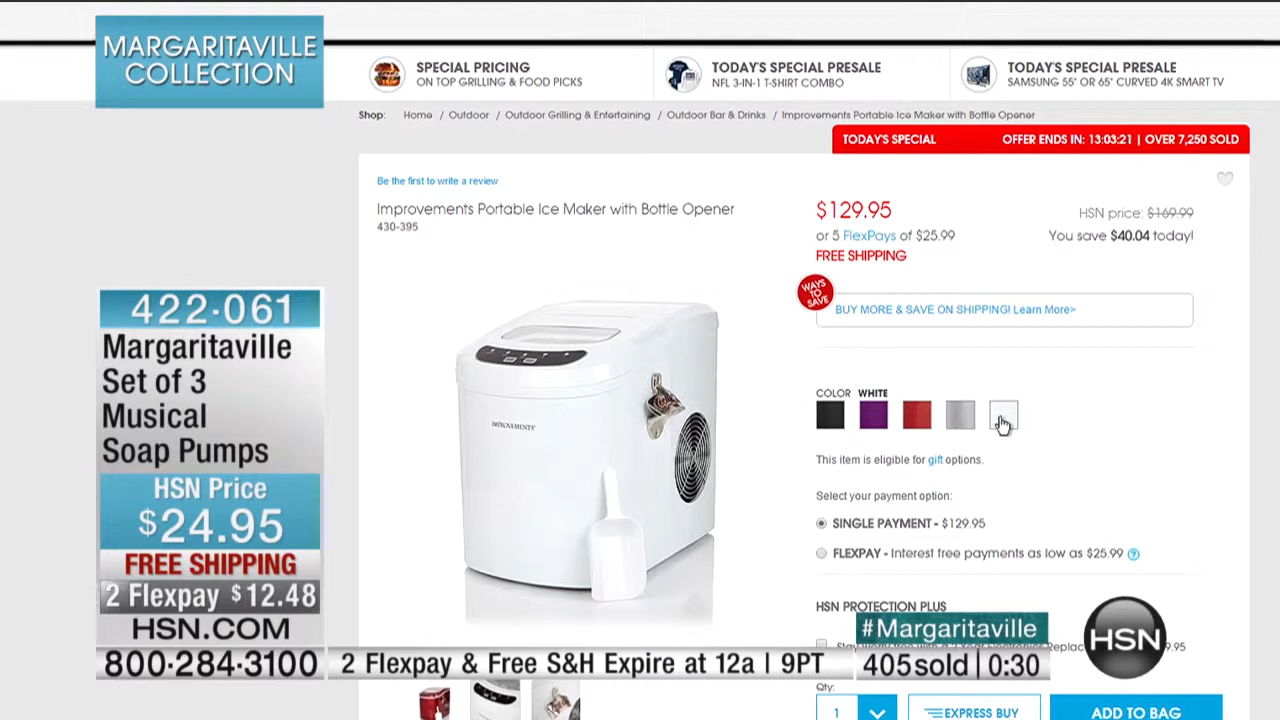 MARGARITAVILLE
COLLECTION
SPECIAL PRICING
ON TOP GRILLING & FOOD PICKS
TODAY'S SPECIAL PRESALE
NFL 3-IN-1 T-SHIRT COMBO
TODAY'S SPECIAL PRESALE
SAMSUNG 55" OR 65" CURVED 4K SMART TV
Shop: Home / Outdoor / Outdoor Grilling & Entertaining / Outdoor Bar & Drinks / Improvements Portable Ice Maker with Bottle Opener
TODAY'S SPECIAL OFFER ENDS IN: 13:03:21 | OVER 7,250 SOLD
Be the first to write a review
Improvements Portable Ice Maker with Bottle Opener
430-395
$129.95 HSN price: $169.99
or 5 FlexPays of $25.99 You save $40.04 today!
FREE SHIPPING
WAYS
TO
SAVE
BUY MORE & SAVE ON SHIPPING! Learn More>
IMPROVEMENTS
COLOR WHITE
This item is eligible for gift options.
Select your payment option:
SINGLE PAYMENT - $129.95
FLEXPAY - Interest free payments as low as $25.99 ?
HSN PROTECTION PLUS
422-061
Margaritaville
Set of 3
Musical
Soap Pumps
HSN Price
$24.95
FREE SHIPPING
2 Flexpay $12.48
HSN.COM
800-284-3100
2 Flexpay & Free S&H Expire at 12a | 9PT
#Margaritaville
405 sold | 0:30
HSN
Qty:
1
EXPRESS BUY
ADD TO BAG